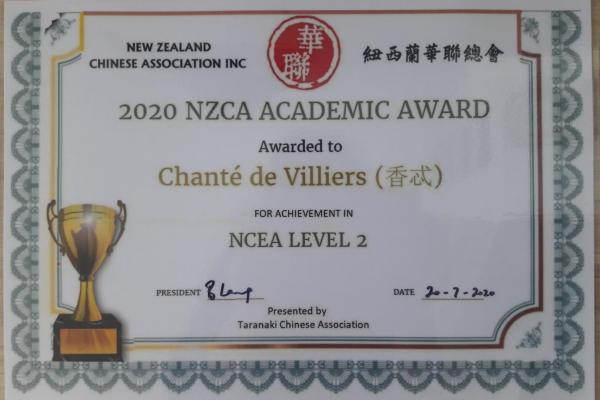 NEW ZEALAND
CHINESE ASSOCIATION INC
華
聯
紐西蘭華聯總會
2020 NZCA ACADEMIC AWARD
Awarded to
Chanté de Villiers (香忒)
FOR ACHIEVEMENT IN
NCEA LEVEL 2
PRESIDENT
DATE 20-7-2020
Presented by
Taranaki Chinese Association